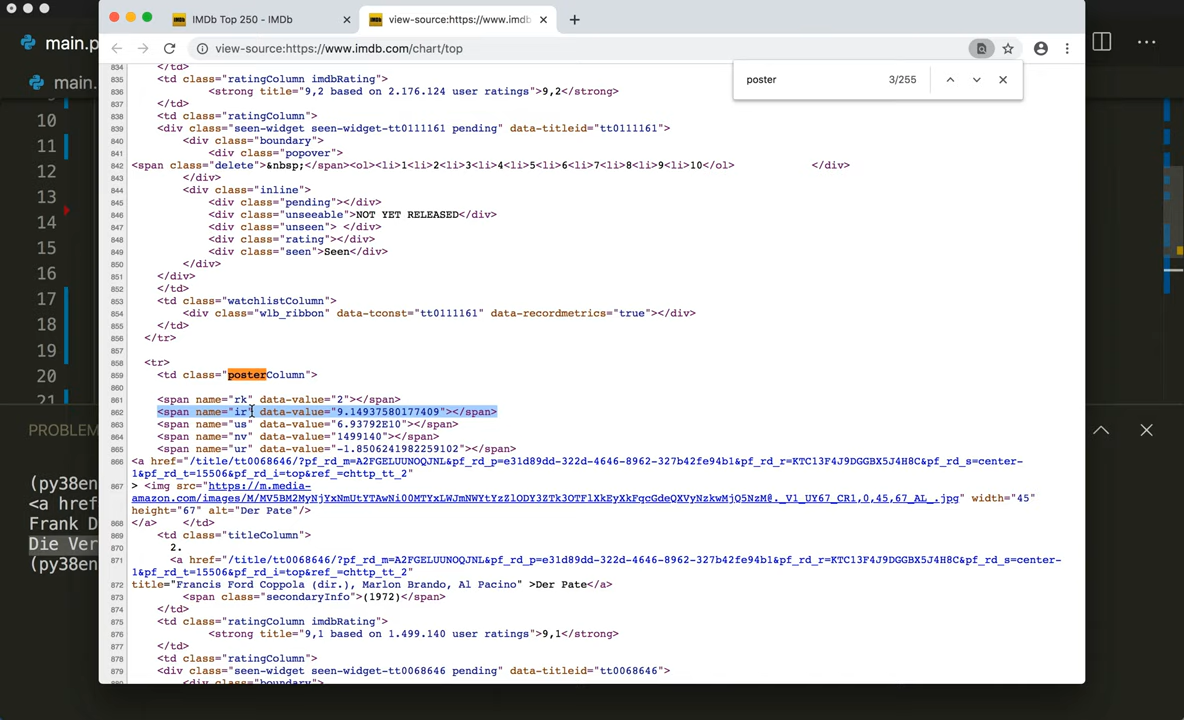 IMDb Top 250 - IMDb
view-source:https://www.imdb
main.p
view-source:https://www.imdb.com/chart/top
poster 3/255
main.
834 </td>
835 <td class="ratingColumn imdbRating">
836 <strong title="9,2 based on 2.176.124 user ratings">9,2</strong>
837 </td>
838 <td class="ratingColumn">
839 <div class="seen-widget seen-widget-tt0111161 pending" data-titleid="tt0111161">
840 <div class="boundary">
841 <div class="popover">
842 <span class="delete">&nbsp;</span><ol><li>1<li>2<li>3<li>4<li>5<li>6<li>7<li>8<li>9<li>10</ol> </div>
843 </div>
844 <div class="inline">
845 <div class="pending"></div>
846 <div class="unseeable">NOT YET RELEASED</div>
847 <div class="unseen"> </div>
848 <div class="rating"></div>
849 <div class="seen">Seen</div>
850 </div>
851 </div>
852 </td>
853 <td class="watchlistColumn">
854 <div class="wlb_ribbon" data-tconst="tt0111161" data-recordmetrics="true"></div>
855 </td>
856 </tr>
857
858 <tr>
859 <td class="posterColumn">
860
861 <span name="rk" data-value="2"></span>
862 <span name="ir" data-value="9.14937580177409"></span>
863 <span name="us" data-value="6.93792E10"></span>
864 <span name="nv" data-value="1499140"></span>
865 <span name="ur" data-value="-1.8506241982259102"></span>
866 <a href="/title/tt0068646/?pf_rd_m=A2FGELUUNOQJNL&pf_rd_p=e31d89dd-322d-4646-8962-327b42fe94b1&pf_rd_r=KTC13F4J9DGGBX5J4H8C&pf_rd_s=center-
1&pf_rd_t=15506&pf_rd_i=top&ref_=chttp_tt_2"
867 > <img src="https://m.media-
amazon.com/images/M/MV5BM2MyNjYxNmUtYTAwNi00MTYxLWJmNWYtYzZlODY3ZTk3OTFlXkEyXkFqcGdeQXVyNzkwMjQ5NzM@._V1_UY67_CR1,0,45,67_AL_.jpg" width="45"
height="67" alt="Der Pate"/>
868 </a> </td>
869 <td class="titleColumn">
870 2.
871 <a href="/title/tt0068646/?pf_rd_m=A2FGELUUNOQJNL&pf_rd_p=e31d89dd-322d-4646-8962-327b42fe94b1&pf_rd_r=KTC13F4J9DGGBX5J4H8C&pf_rd_s=center-
1&pf_rd_t=15506&pf_rd_i=top&ref_=chttp_tt_2"
872 title="Francis Ford Coppola (dir.), Marlon Brando, Al Pacino" >Der Pate</a>
873 <span class="secondaryInfo">(1972)</span>
874 </td>
875 <td class="ratingColumn imdbRating">
876 <strong title="9,1 based on 1.499.140 user ratings">9,1</strong>
877 </td>
878 <td class="ratingColumn">
879 <div class="seen-widget seen-widget-tt0068646 pending" data-titleid="tt0068646">
<div class="boundary">
10
11
12
13
14
15
16
17
18
19
20
21
PROBLEM
(py38en
<a href
Frank D
Die Ver
(py38en